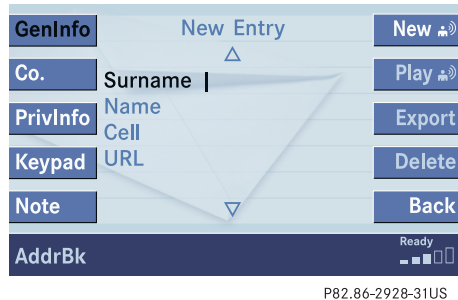 GenInfo New Entry New
Co. Play
Surname
PrivInfo Name Export
Cell
Keypad URL Delete
Note Back
AddrBk Ready
P82.86-2928-31US